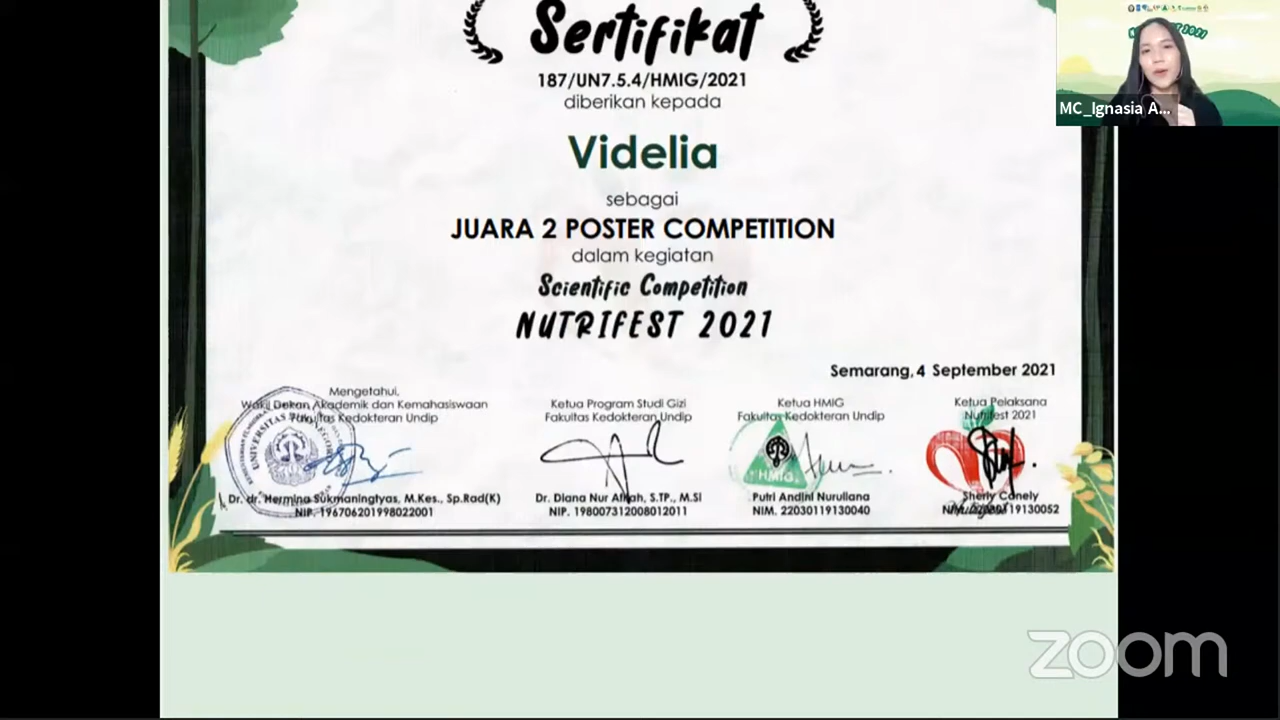 Sertifikat
187/UN7.5.4/HMIG/2021
diberikan kepada
Videlia
sebagai
JUARA 2 POSTER COMPETITION
dalam kegiatan
Scientific Competition
NUTRIFEST 2021
Semarang, 4 September 2021
Mengetahui,
Wakil Dekan Akademik dan Kemahasiswaan
Fakultas Kedokteran Undip
Dr. dr. Hermina Sukmaningtyas, M.Kes., Sp.Rad(K)
NIP. 196706201998022001
Ketua Program Studi Gizi
Fakultas Kedokteran Undip
Dr. Diana Nur Afifah, S.TP., M.Si
NIP. 198007312008012011
Ketua HMIG
Fakultas Kedokteran Undip
HMIG
Putri Andini Nuruliana
NIM. 22030119130040
Ketua Pelaksana
Nutrifest 2021
Sherly Conely
MC_Ignasia A...
zoom